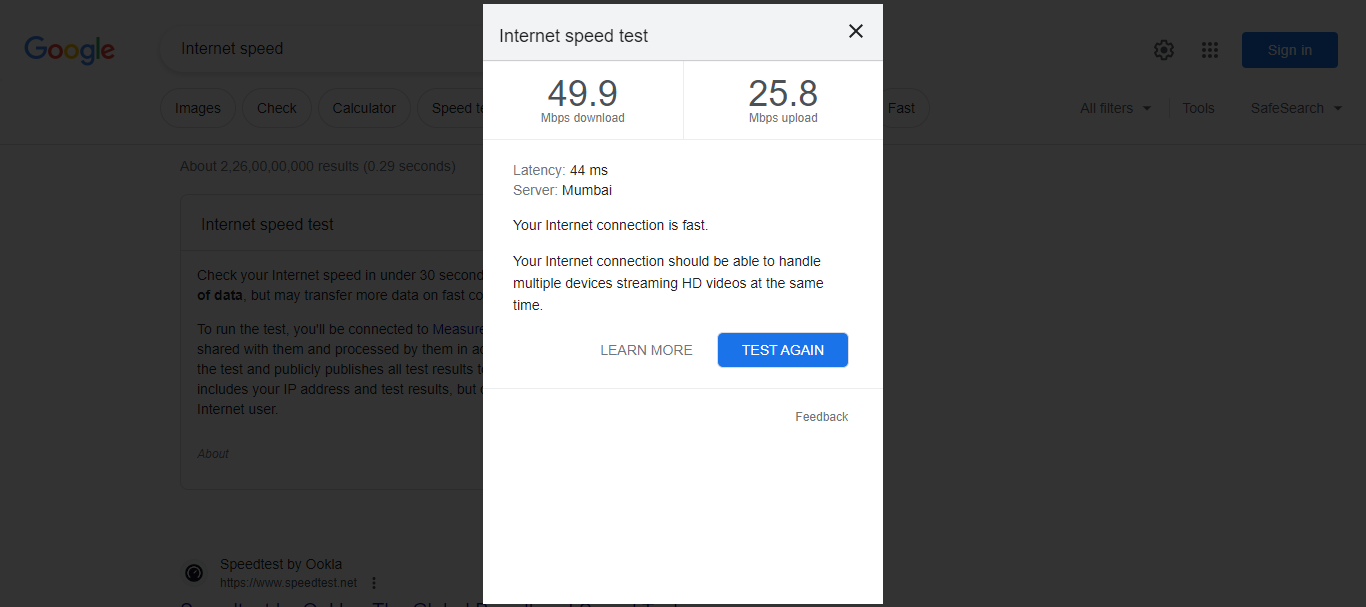 Google
Internet speed
Sign in
Images
Check
Calculator
Speed te
Fast
All filters
Tools
SafeSearch
About 2,26,00,00,000 results (0.29 seconds)
Internet speed test
Check your Internet speed in under 30 second
of data, but may transfer more data on fast co
To run the test, you'll be connected to Measure
shared with them and processed by them in ac
the test and publicly publishes all test results t
includes your IP address and test results, but
Internet user.
About
Speedtest by Ookla
https://www.speedtest.net
Internet speed test
49.9
Mbps download
25.8
Mbps upload
Latency: 44 ms
Server: Mumbai
Your Internet connection is fast.
Your Internet connection should be able to handle
multiple devices streaming HD videos at the same
time.
LEARN MORE
TEST AGAIN
Feedback